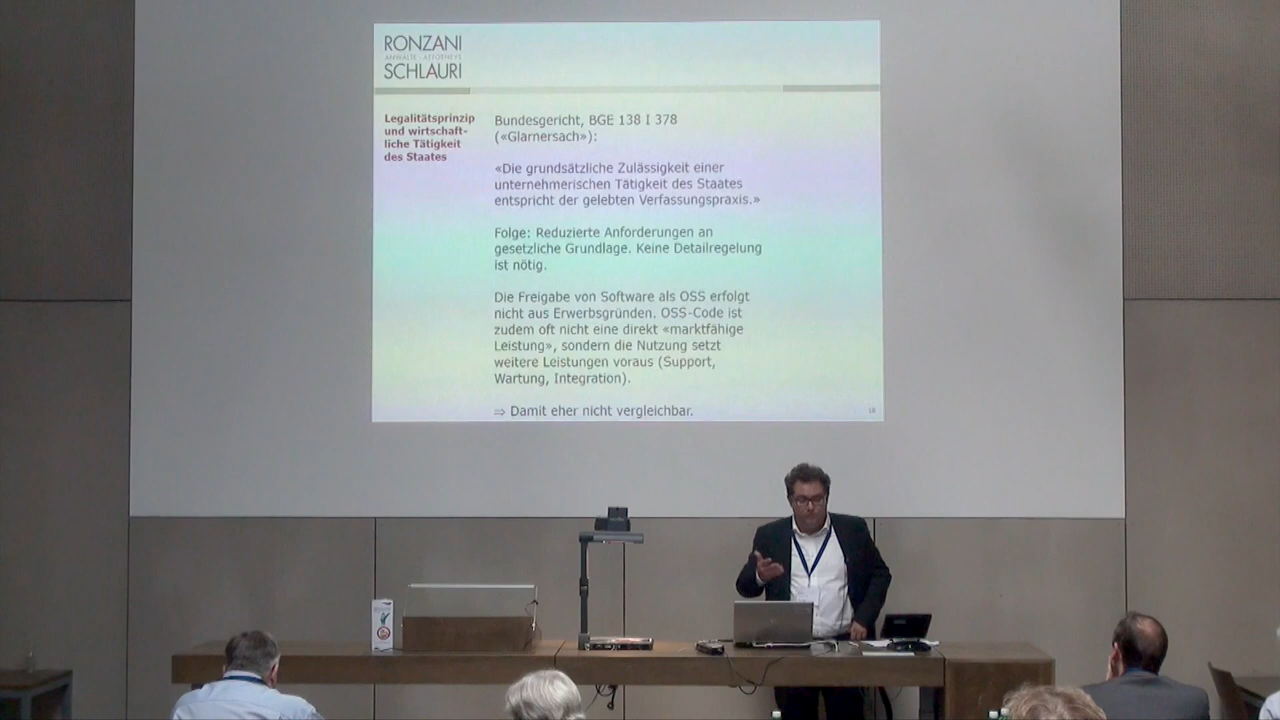 RONZANI
ANWÄLTE · ATTORNEYS
SCHLAURI
Legalitätsprinzip
und wirtschaft-
liche Tätigkeit
des Staates
Bundesgericht, BGE 138 I 378
(«Glarnersach»):
«Die grundsätzliche Zulässigkeit einer
unternehmerischen Tätigkeit des Staates
entspricht der gelebten Verfassungspraxis.»
Folge: Reduzierte Anforderungen an
gesetzliche Grundlage. Keine Detailregelung
ist nötig.
Die Freigabe von Software als OSS erfolgt
nicht aus Erwerbsgründen. OSS-Code ist
zudem oft nicht eine direkt «marktfähige
Leistung», sondern die Nutzung setzt
weitere Leistungen voraus (Support,
Wartung, Integration).
⇒ Damit eher nicht vergleichbar.